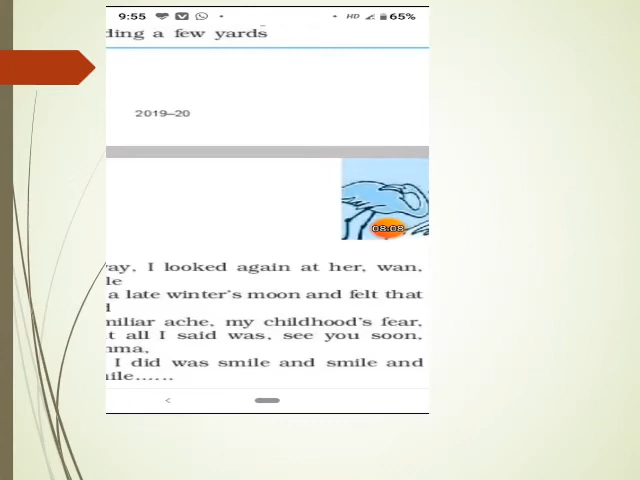 9:55 HD 65%
ding a few yards
2019–20
08:08
ay, I looked again at her, wan,
le
a late winter's moon and felt that
d
miliar ache, my childhood's fear,
t all I said was, see you soon,
nma,
I did was smile and smile and
ile......